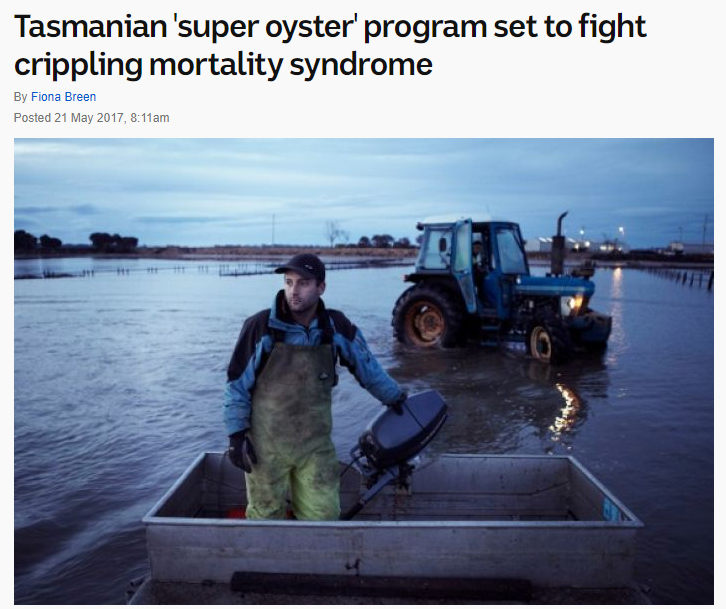 Tasmanian 'super oyster' program set to fight
crippling mortality syndrome
By Fiona Breen
Posted 21 May 2017, 8:11am